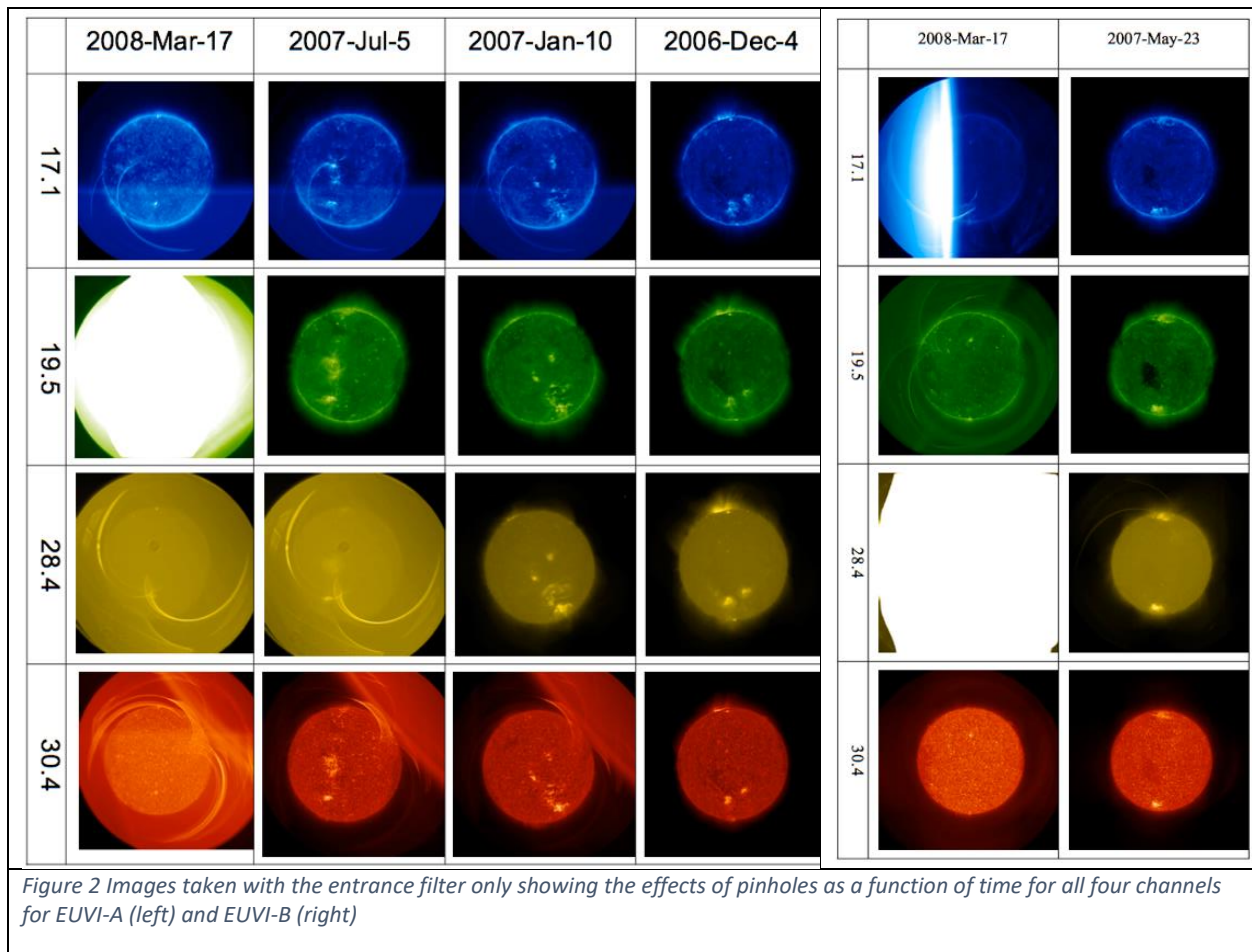 2008-Mar-17 2007-Jul-5 2007-Jan-10 2006-Dec-4
17.1
19.5
28.4
30.4
2008-Mar-17 2007-May-23
17.1
19.5
28.4
30.4
Figure 2 Images taken with the entrance filter only showing the effects of pinholes as a function of time for all four channels
for EUVI-A (left) and EUVI-B (right)